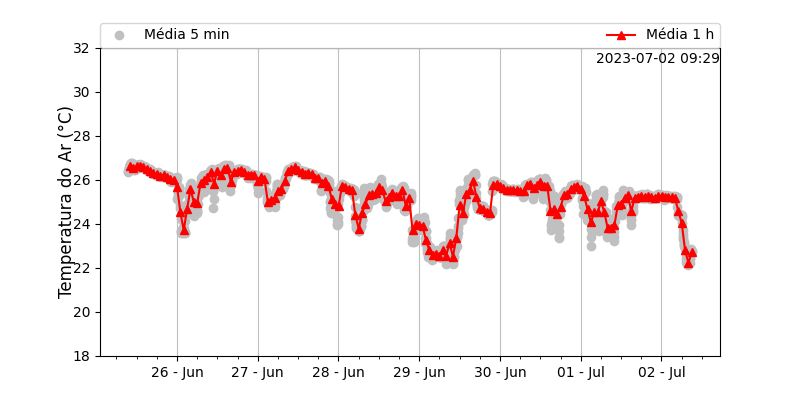 Média 5 min
Média 1 h
2023-07-02 09:29
Temperatura do Ar (°C)
32
30
28
26
24
22
20
18
26 - Jun
27 - Jun
28 - Jun
29 - Jun
30 - Jun
01 - Jul
02 - Jul